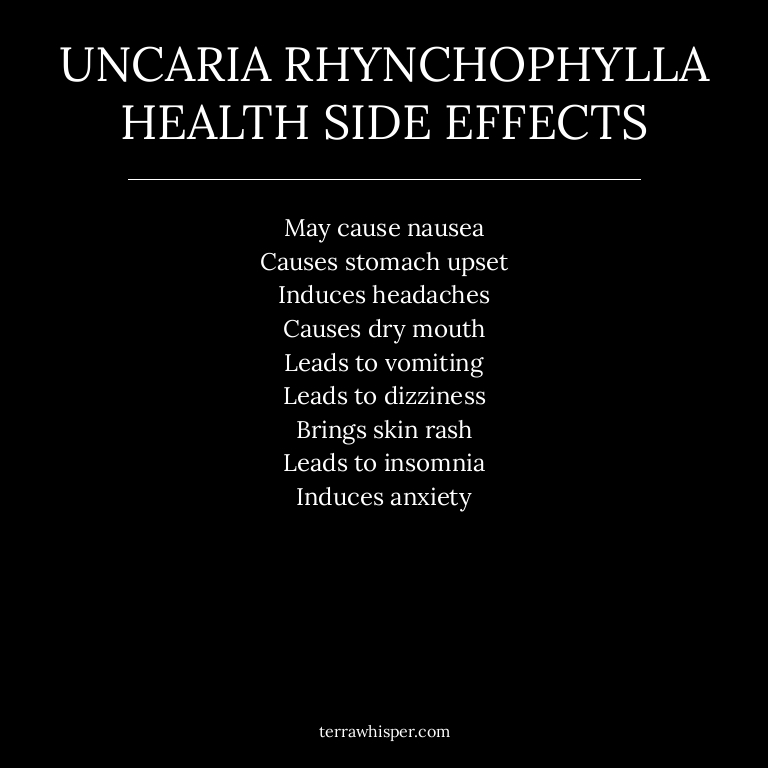 UNCARIA RHYNCHOPHYLLA
HEALTH SIDE EFFECTS
May cause nausea
Causes stomach upset
Induces headaches
Causes dry mouth
Leads to vomiting
Leads to dizziness
Brings skin rash
Leads to insomnia
Induces anxiety
terrawhisper.com